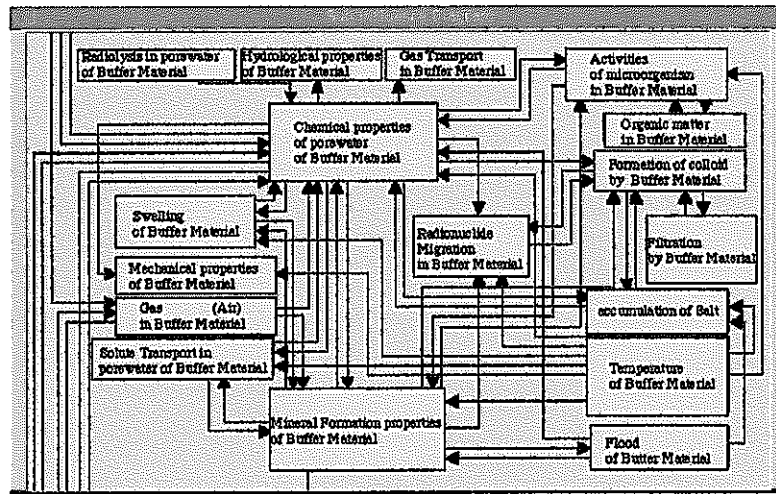 Radiolysis in porewater
of Buffer Material
Hydrological properties
of Buffer Material
Gas Transport
in Buffer Material
Activities
of microorganism
in Buffer Material
Chemical properties
of porewater
of Buffer Material
Organic matter
in Buffer Material
Formation of colloid
by Buffer Material
Swelling
of Buffer Material
Radionuclide
Migration
in Buffer Material
Filtration
by Buffer Material
Mechanical properties
of Buffer Material
Gas (Air)
in Buffer Material
accumulation of Salt
Solute Transport in
porewater of Buffer Material
Temperature
of Buffer Material
Mineral Formation properties
of Buffer Material
Flood
of Buffer Material